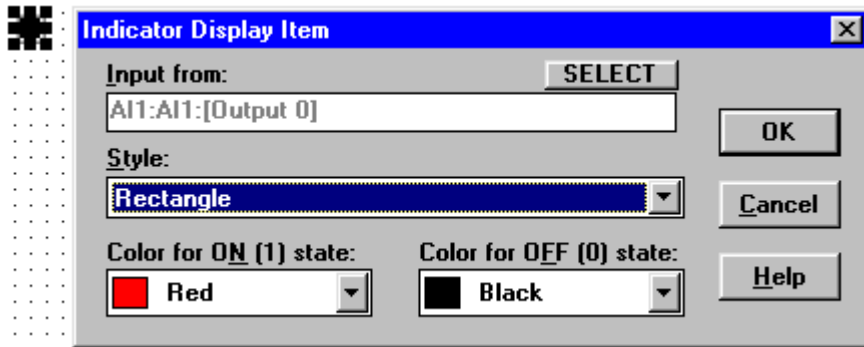 Indicator Display Item
Input from: SELECT
AI1:AI1:[Output 0]
OK
Style:
Rectangle
Cancel
Color for ON (1) state: Color for OFF (0) state:
Red Black
Help